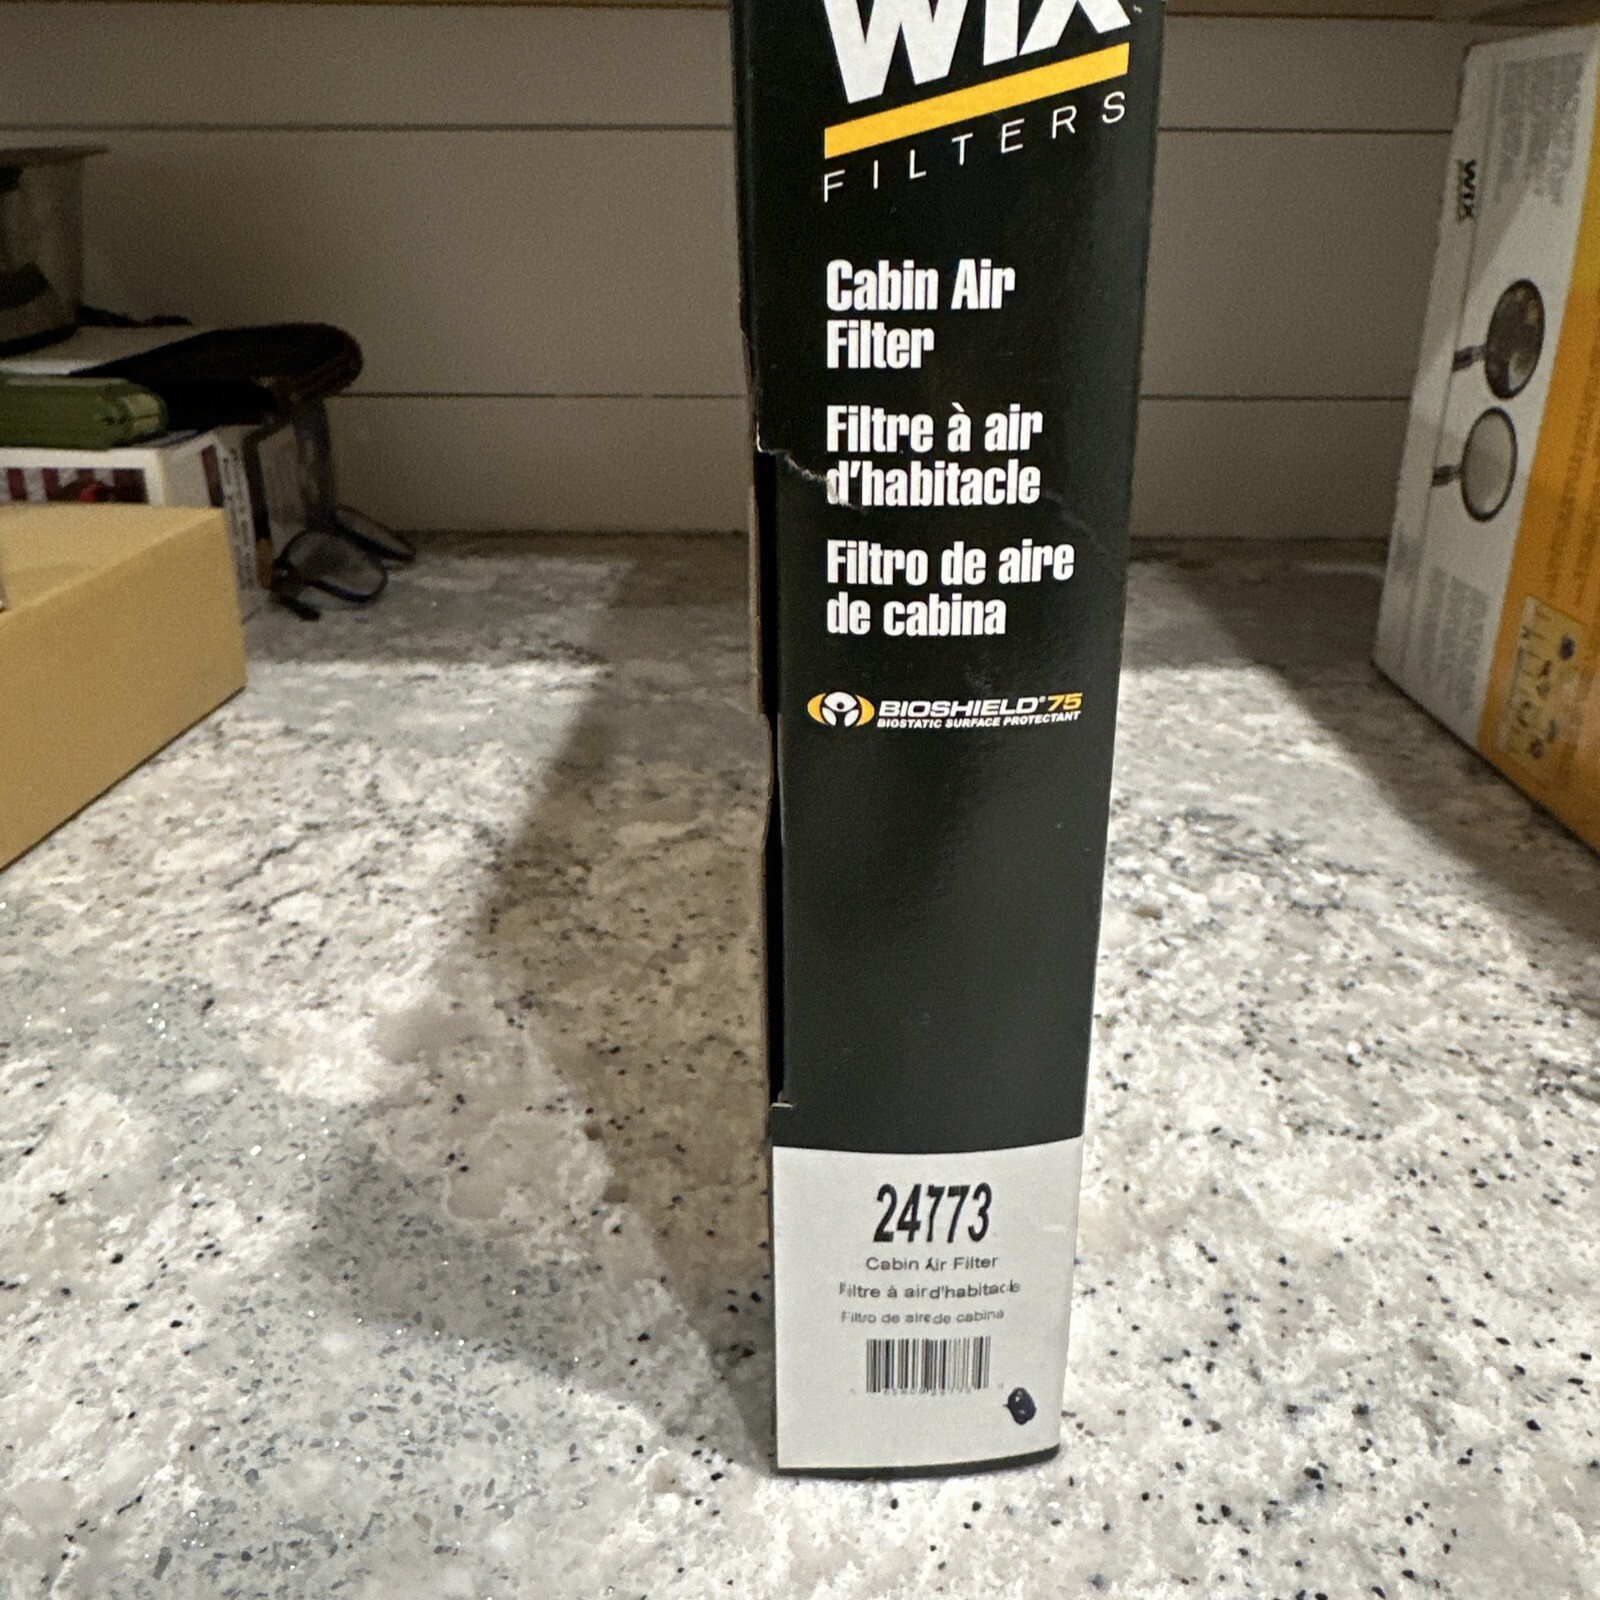 WIX
FILTERS
Cabin Air
Filter
Filtre à air
d'habitacle
Filtro de aire
de cabina
BIOSHIELD® 75
BIOSTATIC SURFACE PROTECTANT
24773
Cabin Air Filter
Filtre à air d'habitacle
Filtro de aire de cabina
WIX